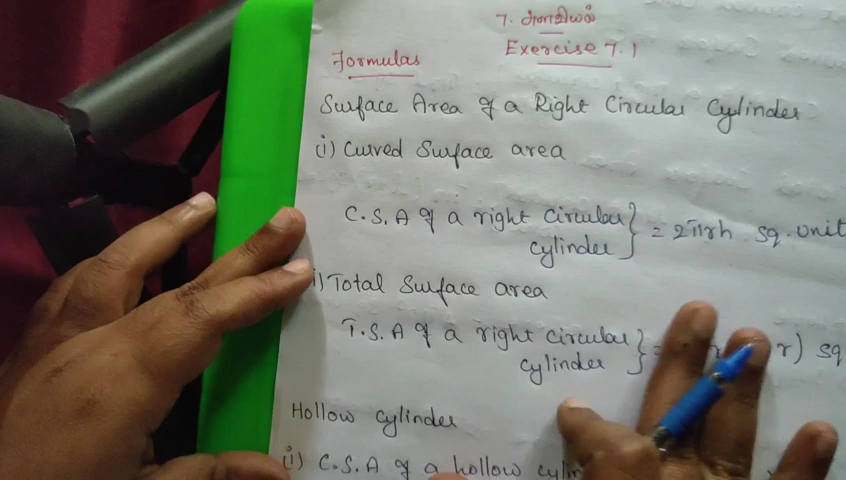 7. அளவியல்
Exercise 7.1
Formulas
Surface Area of a Right Circular Cylinder
(i) Curved Surface area
C.S.A of a right circular
cylinder } = 2πrh sq.unit
i) Total Surface area
T.S.A of a right circular
cylinder } = r) sq
Hollow cylinder
(i) C.S.A of a hollow cylin